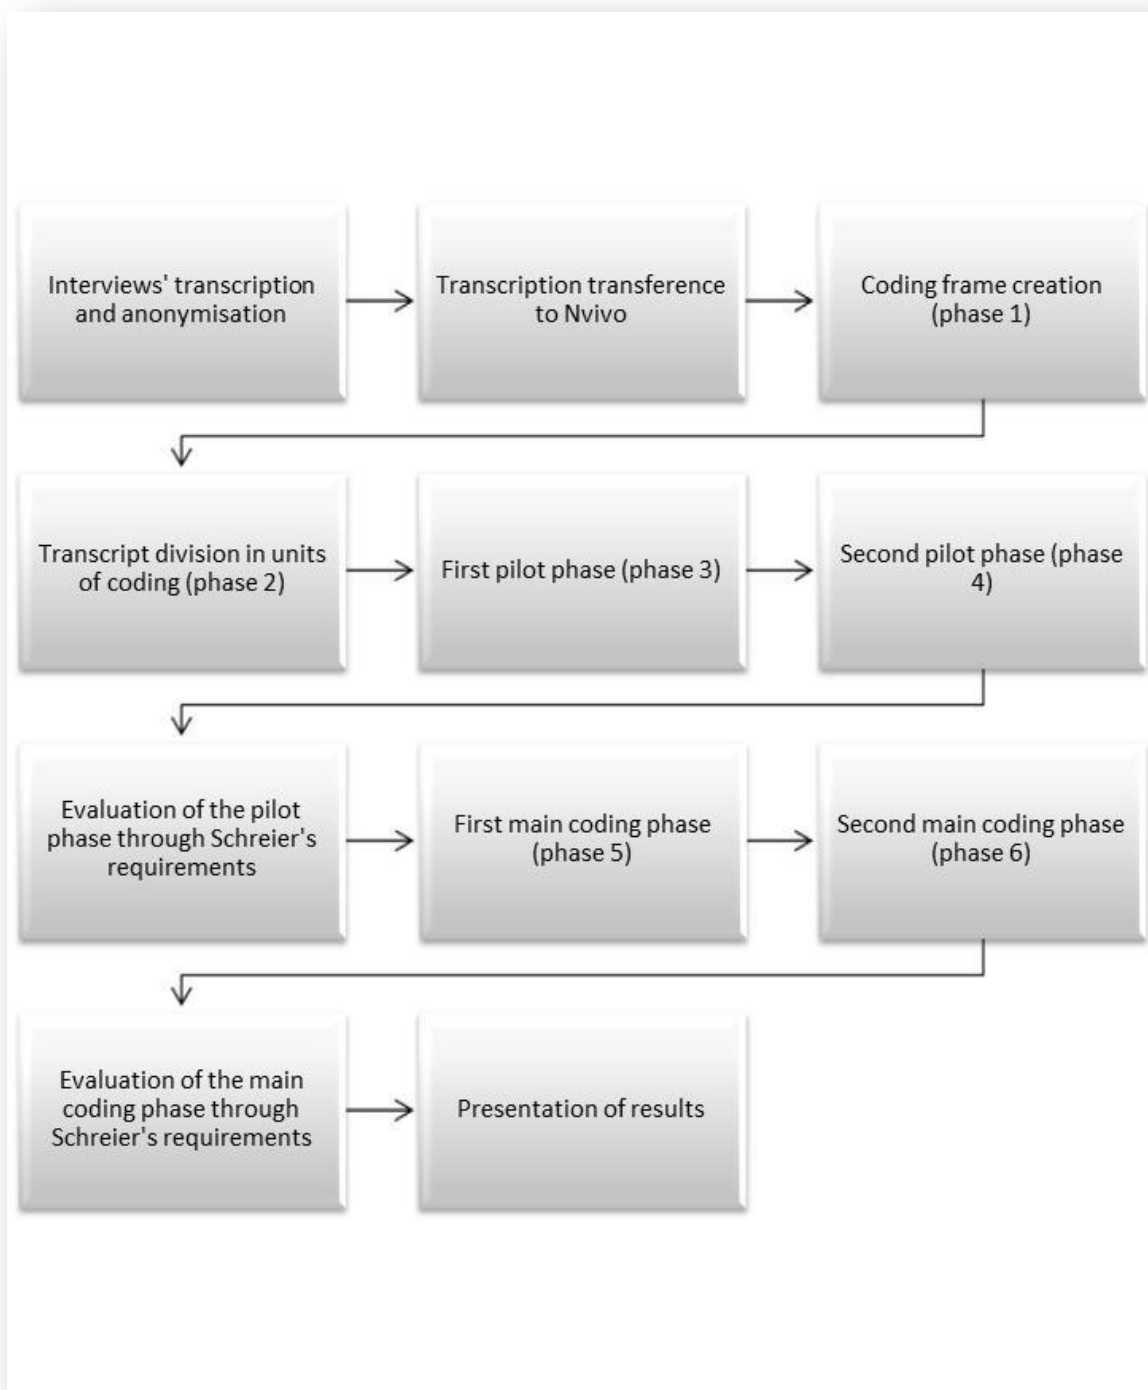 Interviews' transcription
and anonymisation
Transcription transference
to Nvivo
Coding frame creation
(phase 1)
Transcript division in units
of coding (phase 2)
First pilot phase (phase 3)
Second pilot phase (phase
4)
Evaluation of the pilot
phase through Schreier's
requirements
First main coding phase
(phase 5)
Second main coding phase
(phase 6)
Evaluation of the main
coding phase through
Schreier's requirements
Presentation of results